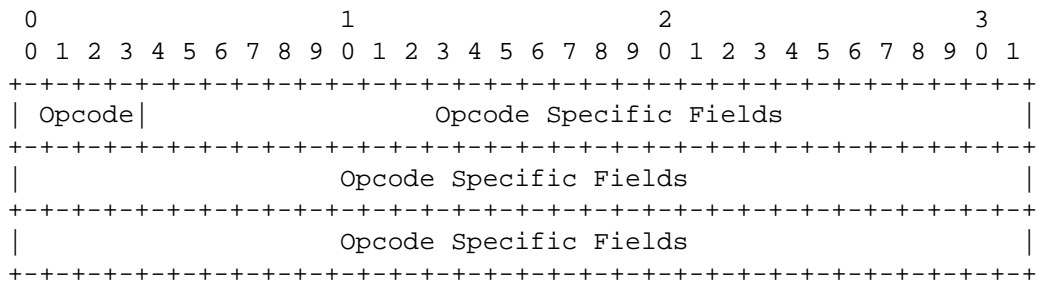 0                   1                   2                   3
 0 1 2 3 4 5 6 7 8 9 0 1 2 3 4 5 6 7 8 9 0 1 2 3 4 5 6 7 8 9 0 1
+-+-+-+-+-+-+-+-+-+-+-+-+-+-+-+-+-+-+-+-+-+-+-+-+-+-+-+-+-+-+-+-+
| Opcode|                  Opcode Specific Fields               |
+-+-+-+-+-+-+-+-+-+-+-+-+-+-+-+-+-+-+-+-+-+-+-+-+-+-+-+-+-+-+-+-+
|                    Opcode Specific Fields                     |
+-+-+-+-+-+-+-+-+-+-+-+-+-+-+-+-+-+-+-+-+-+-+-+-+-+-+-+-+-+-+-+-+
|                    Opcode Specific Fields                     |
+-+-+-+-+-+-+-+-+-+-+-+-+-+-+-+-+-+-+-+-+-+-+-+-+-+-+-+-+-+-+-+-+